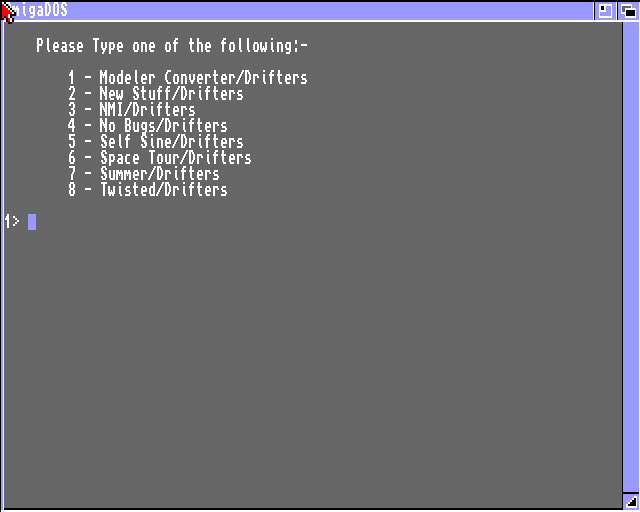 migaDOS
Please Type one of the following:-
1 - Modeler Converter/Drifters
2 - New Stuff/Drifters
3 - NMI/Drifters
4 - No Bugs/Drifters
5 - Self Sine/Drifters
6 - Space Tour/Drifters
7 - Summer/Drifters
8 - Twisted/Drifters
1>